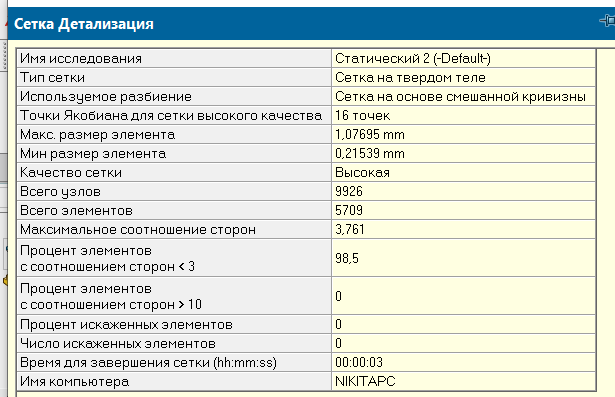 Сетка Детализация
Имя исследования Статический 2 (-Default-)
Тип сетки Сетка на твердом теле
Используемое разбиение Сетка на основе смешанной кривизны
Точки Якобиана для сетки высокого качества 16 точек
Макс. размер элемента 1,07695 mm
Мин размер элемента 0,21539 mm
Качество сетки Высокая
Всего узлов 9926
Всего элементов 5709
Максимальное соотношение сторон 3,761
Процент элементов
с соотношением сторон < 3 98,5
Процент элементов
с соотношением сторон > 10 0
Процент искаженных элементов 0
Число искаженных элементов 0
Время для завершения сетки (hh:mm:ss) 00:00:03
Имя компьютера NIKITAPC